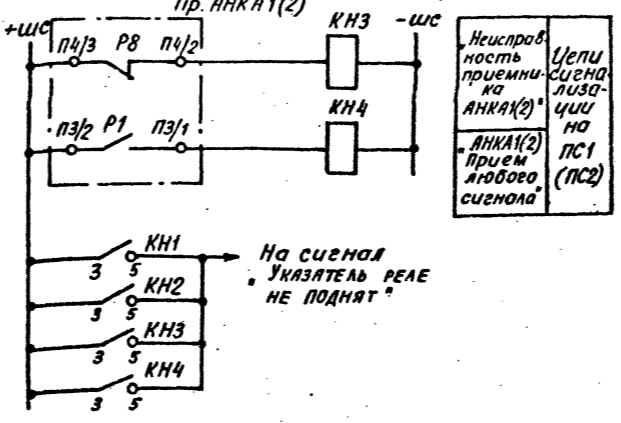 Пр. АНКА1(2)
+ШС
-ШС
П4/3 Р8 П4/2
КН3
П3/2 Р1 П3/1
КН4
"Неисправ-
ность
приемни-
ка
АНКА1(2)"
"АНКА1(2)
Прием
любого
сигнала"
Цепи
сигна-
лиза-
ции
на
ПС1
(ПС2)
КН1
3 5
КН2
3 5
КН3
3 5
КН4
3 5
На сигнал
"Указатель реле
не поднят"